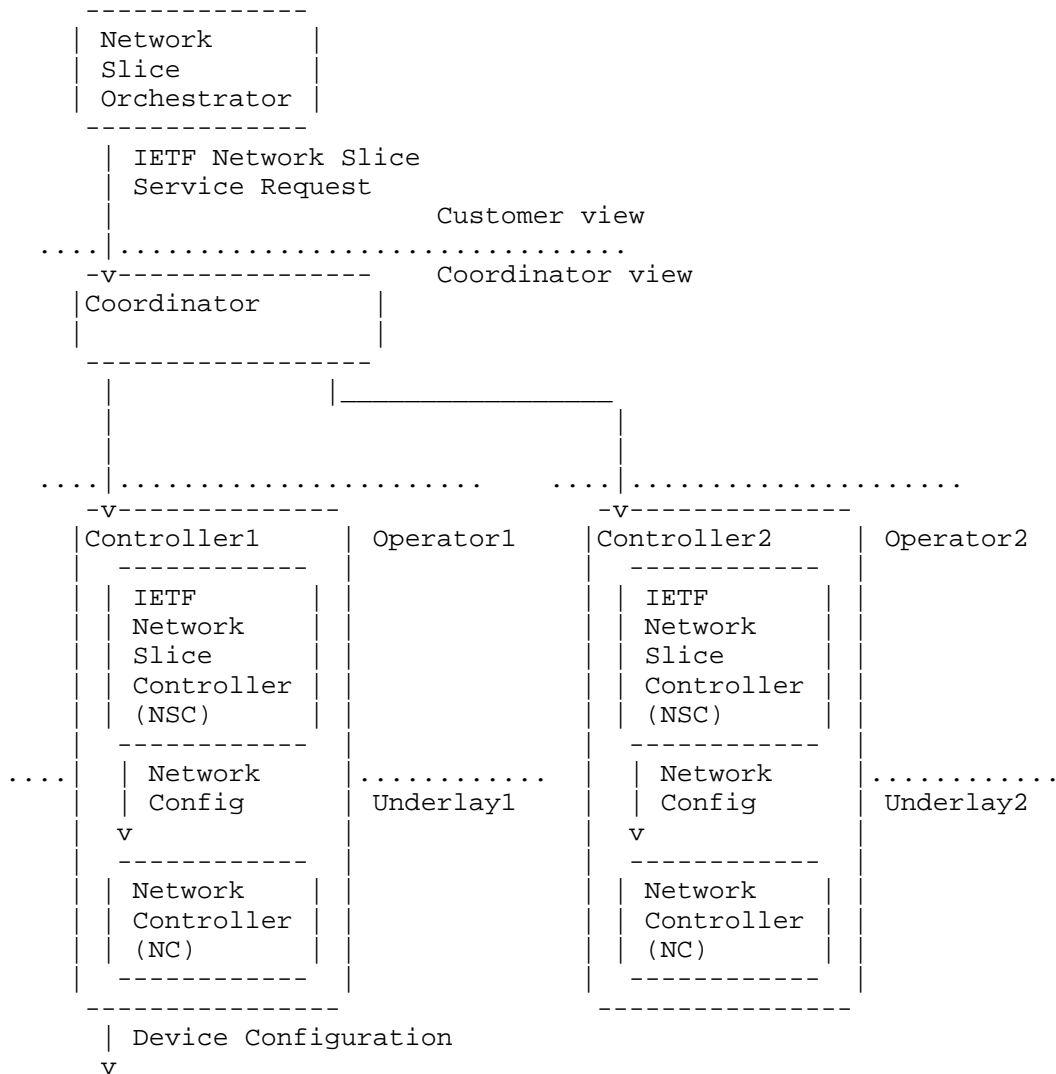 Network
Slice
Orchestrator
IETF Network Slice
Service Request
Customer view
Coordinator view
Coordinator
Controller1 Operator1 Controller2 Operator2
IETF IETF
Network Network
Slice Slice
Controller Controller
(NSC) (NSC)
Network Network
Config Underlay1 Config Underlay2
Network Network
Controller Controller
(NC) (NC)
Device Configuration